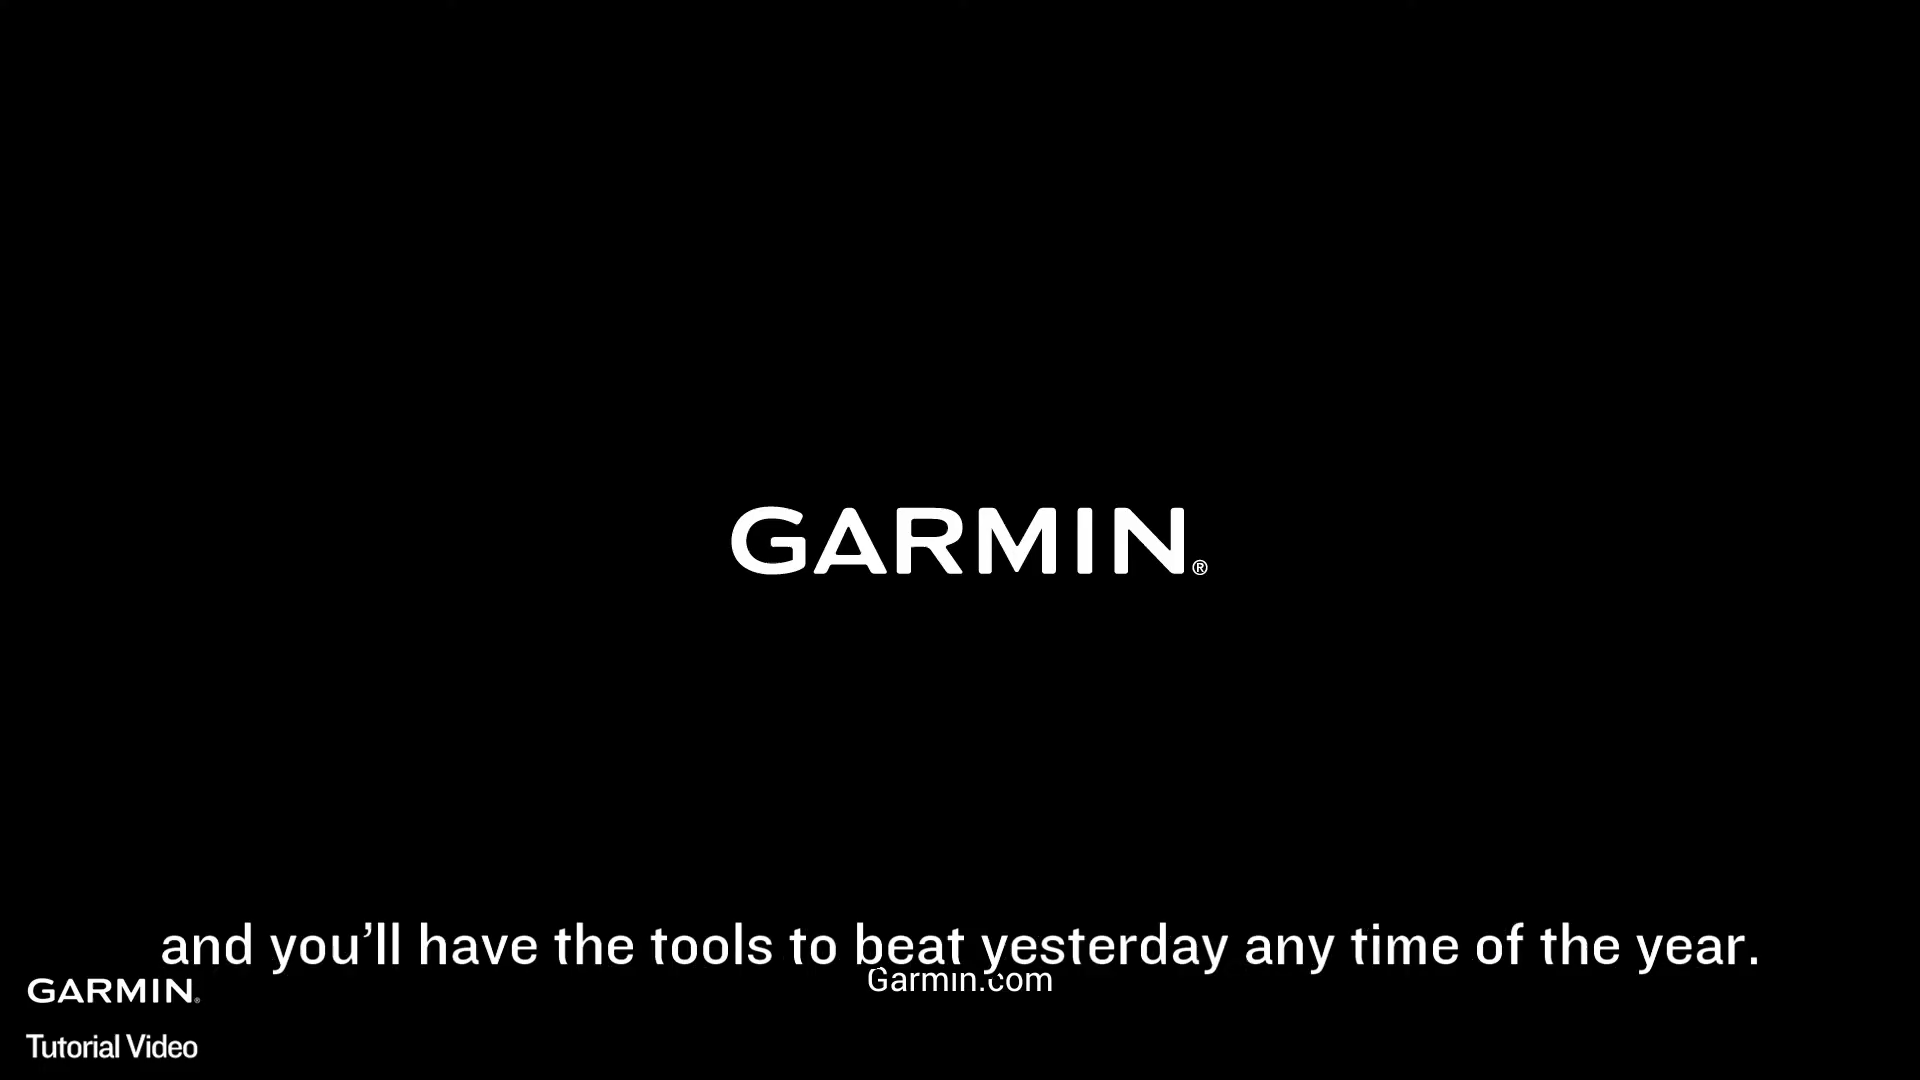 GARMIN®
and you’ll have the tools to beat yesterday any time of the year.
Garmin.com
GARMIN®
Tutorial Video